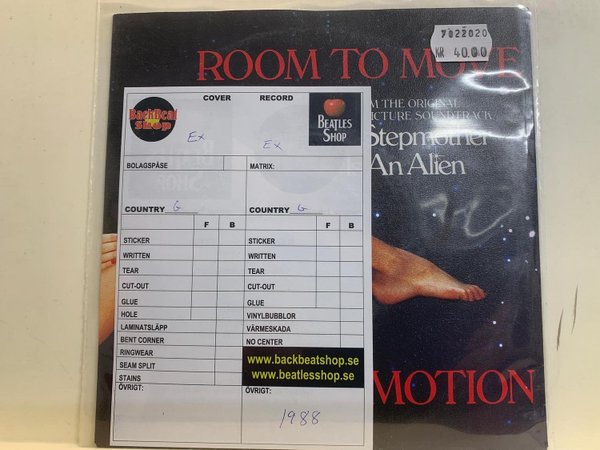 7022020
KR 40.00
ROOM TO MOVE
M THE ORIGINAL
PICTURE SOUNDTRACK
Stepmother
An Alien
MOTION
COVER RECORD
BackBeat
Shop
BEATLES
SHOP
Ex Ex
BOLAGSPÅSE MATRIX:
COUNTRY G COUNTRY G
F B F B
STICKER STICKER
WRITTEN WRITTEN
TEAR TEAR
CUT-OUT CUT-OUT
GLUE GLUE
HOLE VINYLBUBBLOR
LAMINATSLÄPP VÄRMESKADA
BENT CORNER NO CENTER
RINGWEAR
SEAM SPLIT
STAINS
www.backbeatshop.se
www.beatlesshop.se
ÖVRIGT: ÖVRIGT:
1988